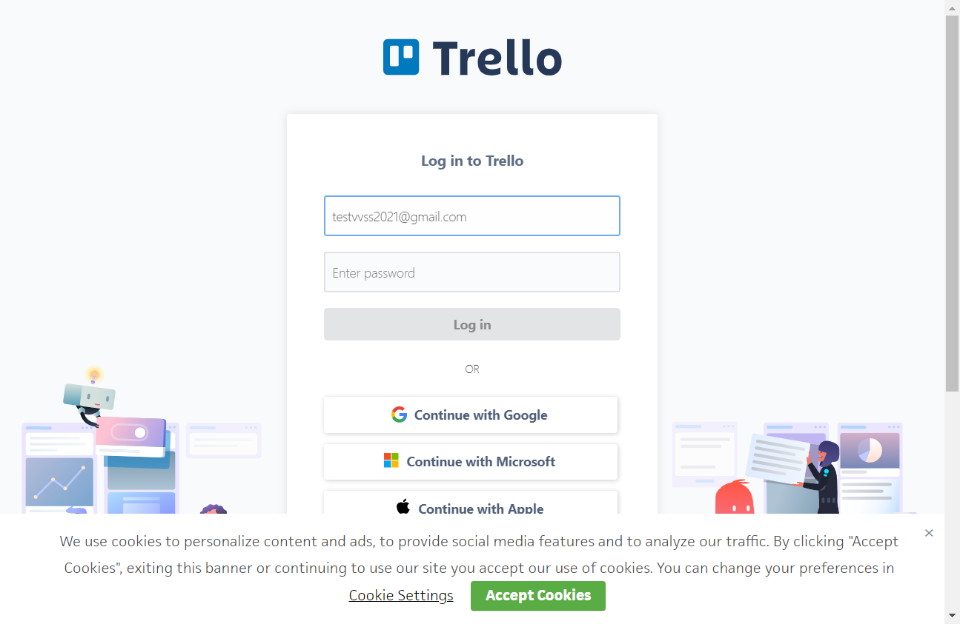 Trello
Log in to Trello
testvvss2021@gmail.com
Enter password
Log in
OR
Continue with Google
Continue with Microsoft
Continue with Apple
We use cookies to personalize content and ads, to provide social media features and to analyze our traffic. By clicking "Accept
Cookies", exiting this banner or continuing to use our site you accept our use of cookies. You can change your preferences in
Cookie Settings Accept Cookies